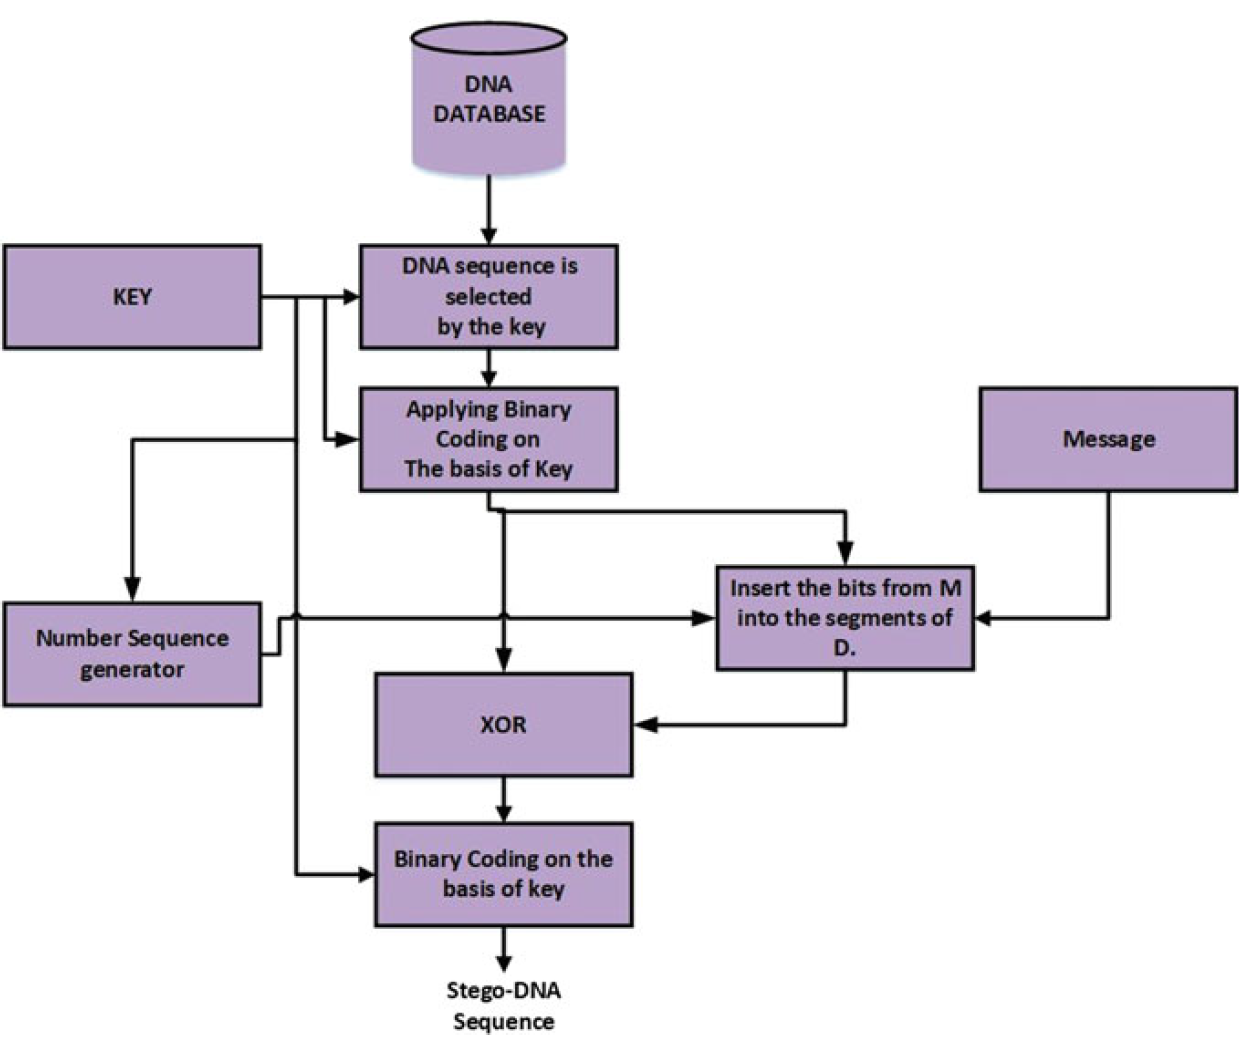 DNA
DATABASE
KEY
DNA sequence is
selected
by the key
Applying Binary
Coding on
The basis of Key
Message
Insert the bits from M
into the segments of
D.
Number Sequence
generator
XOR
Binary Coding on the
basis of key
Stego-DNA
Sequence